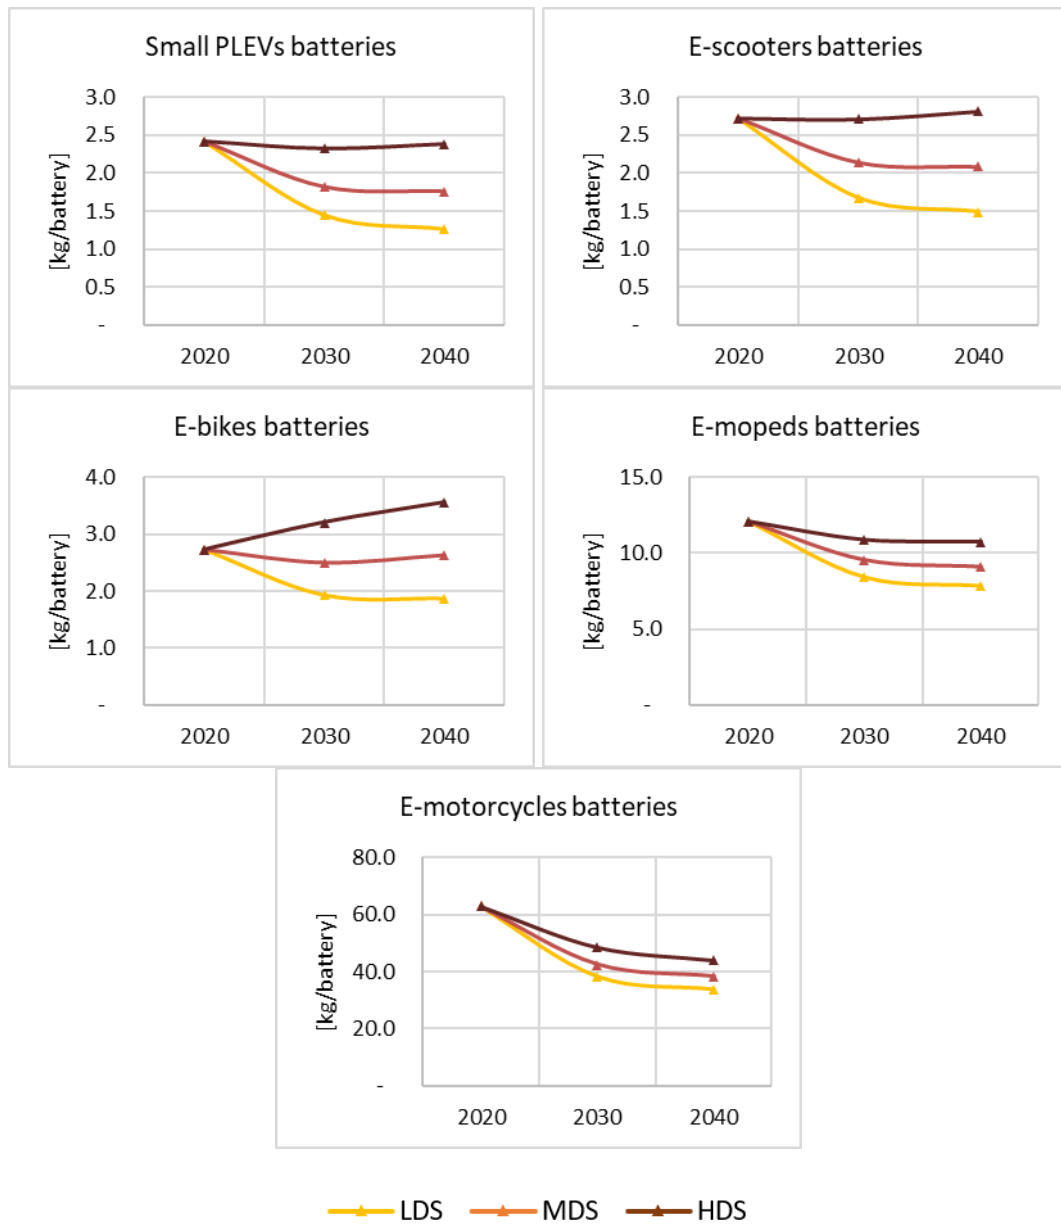 Small PLEVs batteries
[kg/battery]
3.0
2.5
2.0
1.5
1.0
0.5
-
2020 2030 2040
E-scooters batteries
[kg/battery]
3.0
2.5
2.0
1.5
1.0
0.5
-
2020 2030 2040
E-bikes batteries
[kg/battery]
4.0
3.0
2.0
1.0
-
2020 2030 2040
E-mopeds batteries
[kg/battery]
15.0
10.0
5.0
-
2020 2030 2040
E-motorcycles batteries
[kg/battery]
80.0
60.0
40.0
20.0
-
2020 2030 2040
LDS MDS HDS